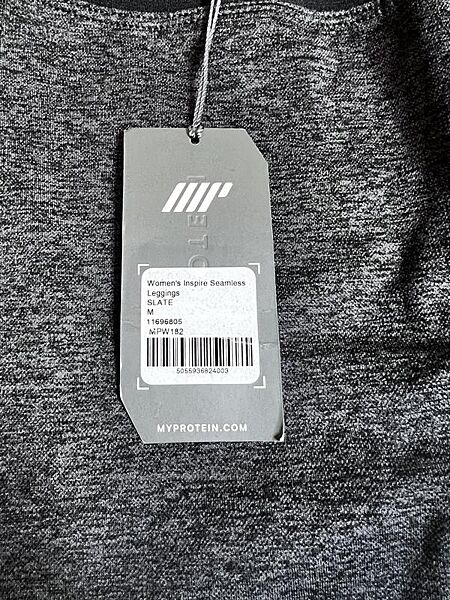 Women's Inspire Seamless
Leggings
SLATE
M
11696805
MPW182
5055936824003
MYPROTEIN.COM